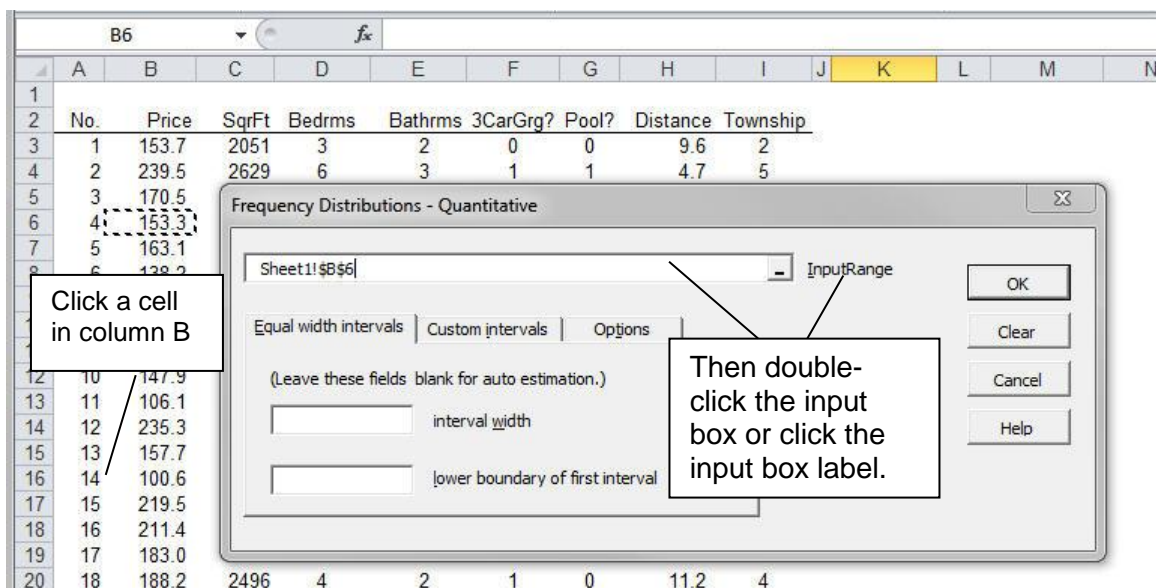 B6 fx
A B C D E F G H I J K L M N
1
2 No. Price SqrFt Bedrms Bathrms 3CarGrg? Pool? Distance Township
3 1 153.7 2051 3 2 0 0 9.6 2
4 2 239.5 2629 6 3 1 1 4.7 5
5 3 170.5
6 4 153.3
7 5 163.1
8 6 138.2
12 10 147.9
13 11 106.1
14 12 235.3
15 13 157.7
16 14 100.6
17 15 219.5
18 16 211.4
19 17 183.0
20 18 188.2 2496 4 2 1 0 11.2 4
Frequency Distributions - Quantitative
Sheet1!$B$6
InputRange
Equal width intervals Custom intervals Options
(Leave these fields blank for auto estimation.)
interval width
lower boundary of first interval
OK
Clear
Cancel
Help
Click a cell
in column B
Then double-
click the input
box or click the
input box label.